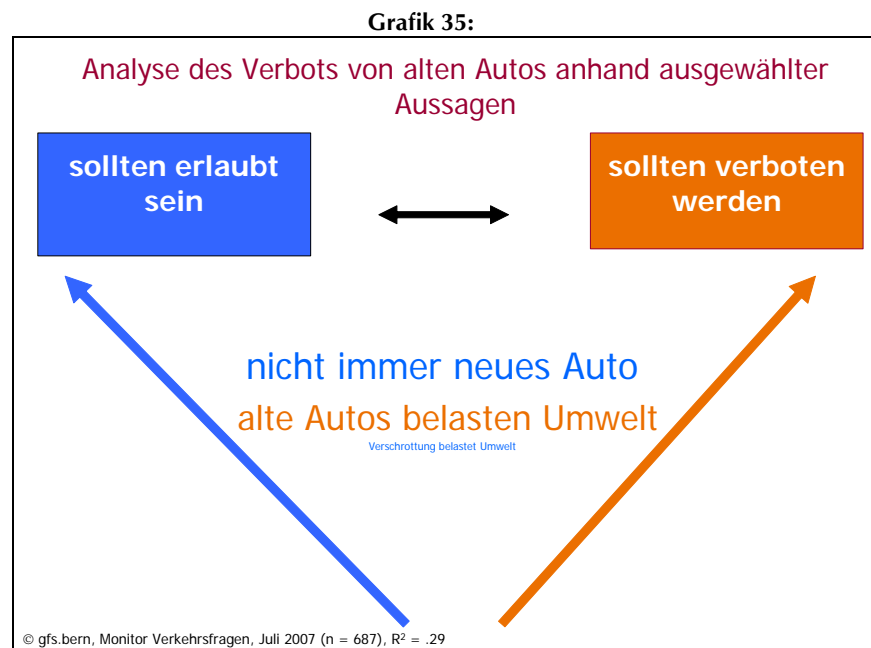 Grafik 35:
Analyse des Verbots von alten Autos anhand ausgewählter
Aussagen
sollten erlaubt
sein
sollten verboten
werden
nicht immer neues Auto
alte Autos belasten Umwelt
Verschrottung belastet Umwelt
© gfs.bern, Monitor Verkehrsfragen, Juli 2007 (n = 687), R² = .29